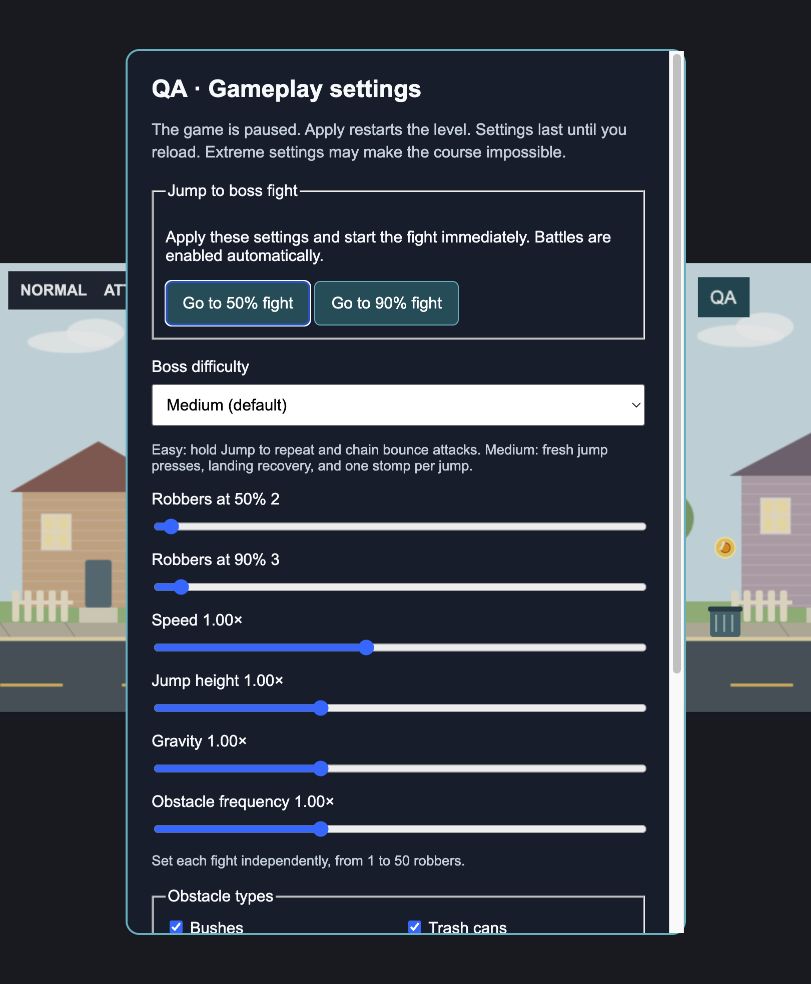 QA · Gameplay settings
The game is paused. Apply restarts the level. Settings last until you
reload. Extreme settings may make the course impossible.
Jump to boss fight
Apply these settings and start the fight immediately. Battles are
enabled automatically.
Go to 50% fight
Go to 90% fight
NORMAL
QA
Boss difficulty
Medium (default)
Easy: hold Jump to repeat and chain bounce attacks. Medium: fresh jump
presses, landing recovery, and one stomp per jump.
Robbers at 50% 2
Robbers at 90% 3
Speed 1.00×
Jump height 1.00×
Gravity 1.00×
Obstacle frequency 1.00×
Set each fight independently, from 1 to 50 robbers.
Obstacle types
Bushes
Trash cans